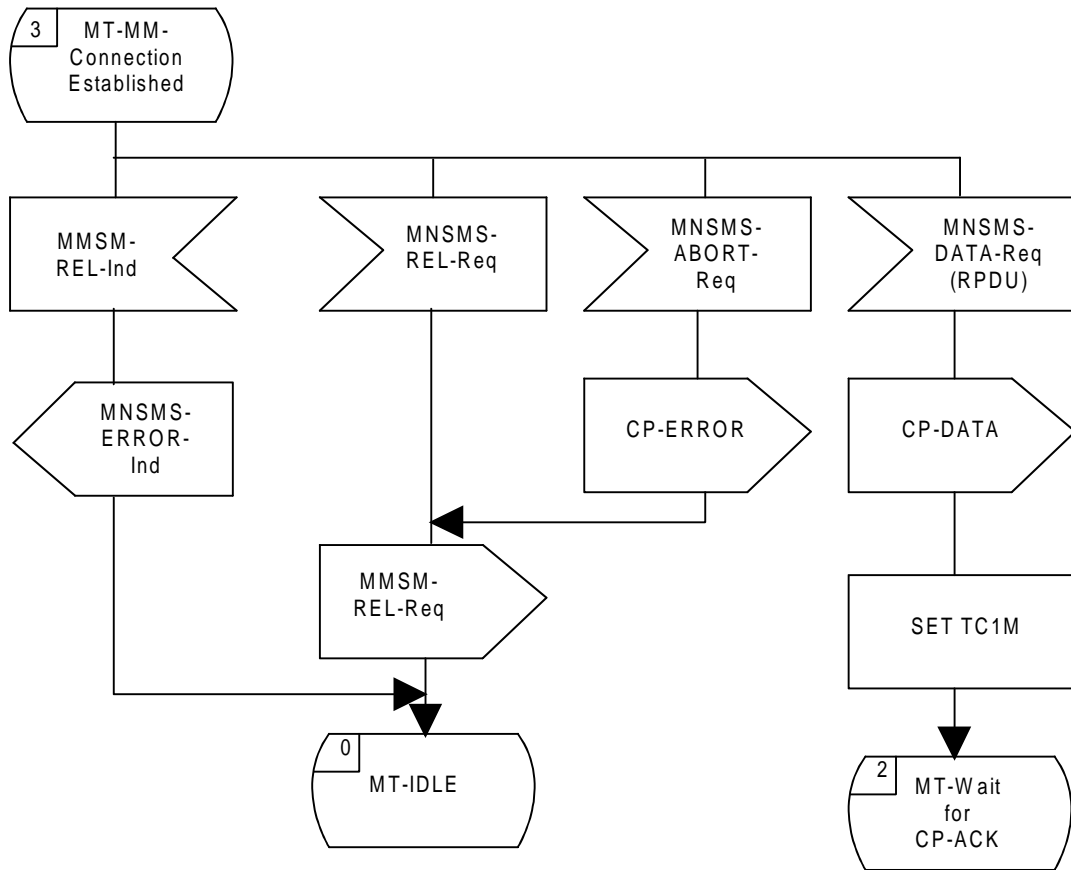 3
MT-MM-
Connection
Established
MMSM-
REL-Ind
MNSMS-
REL-Req
MNSMS-
ABORT-
Req
MNSMS-
DATA-Req
(RPDU)
MNSMS-
ERROR-
Ind
CP-ERROR
CP-DATA
MMSM-
REL-Req
SET TC1M
0
MT-IDLE
2
MT-Wait
for
CP-ACK